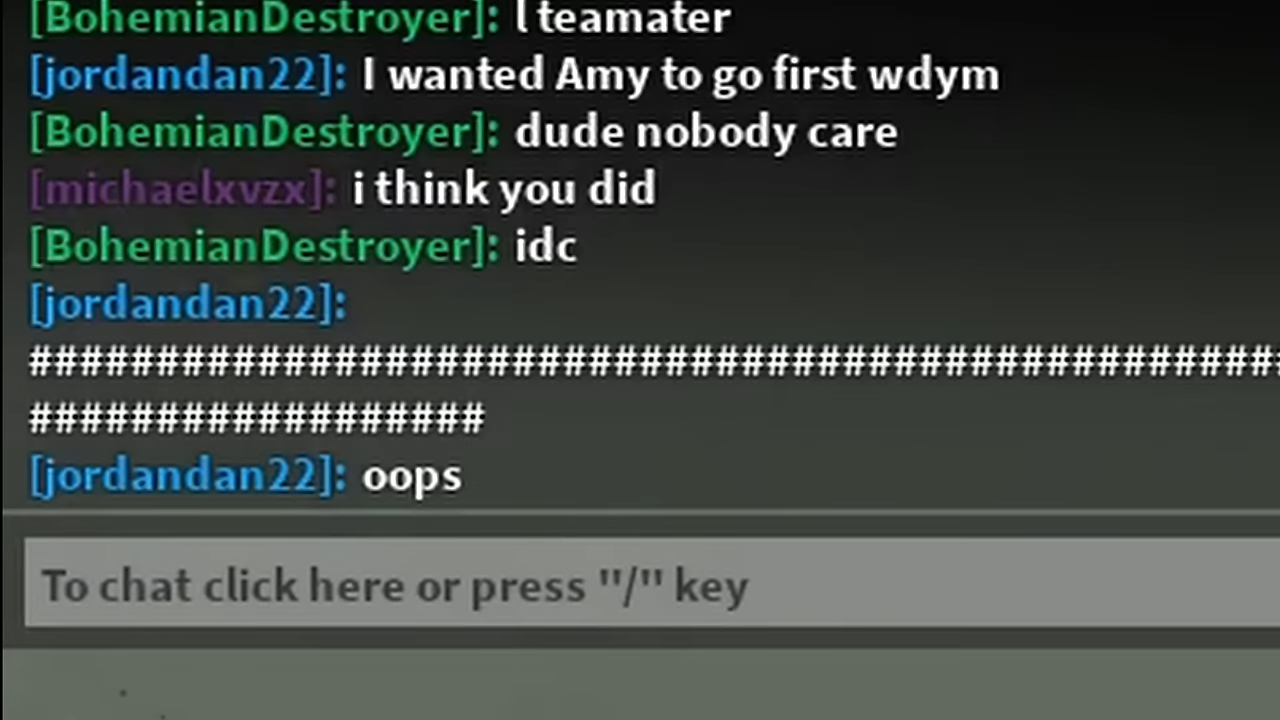 [BohemianDestroyer]: l teamater
[jordandan22]: I wanted Amy to go first wdym
[BohemianDestroyer]: dude nobody care
[michaelxvzx]: i think you did
[BohemianDestroyer]: idc
[jordandan22]:
#################################################
##################
[jordandan22]: oops
To chat click here or press "/" key